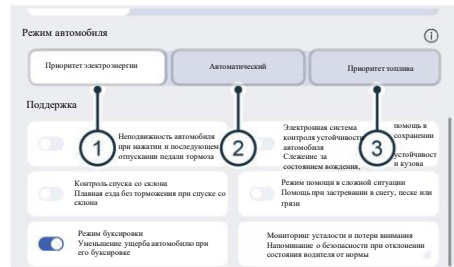 Режим автомобиля
Приоритет электроэнергии
Автоматический
Приоритет топлива
Поддержка
1
2
3
Неподвижность автомобиля
при нажатии и последующем
отпускании педали тормоза
Электронная система
контроля устойчивости
автомобиля
Слежение за
состоянием вождения,
помощь в
сохранении
устойчивост
и кузова
Контроль спуска со склона
Плавная езда без торможения при спуске со
склона
Режим помощи в сложной ситуации
Помощь при застревании в снегу, песке или
грязи
Режим буксировки
Уменьшение ущерба автомобилю при
его буксировке
Мониторинг усталости и потери внимания
Напоминание о безопасности при отклонении
состояния водителя от нормы